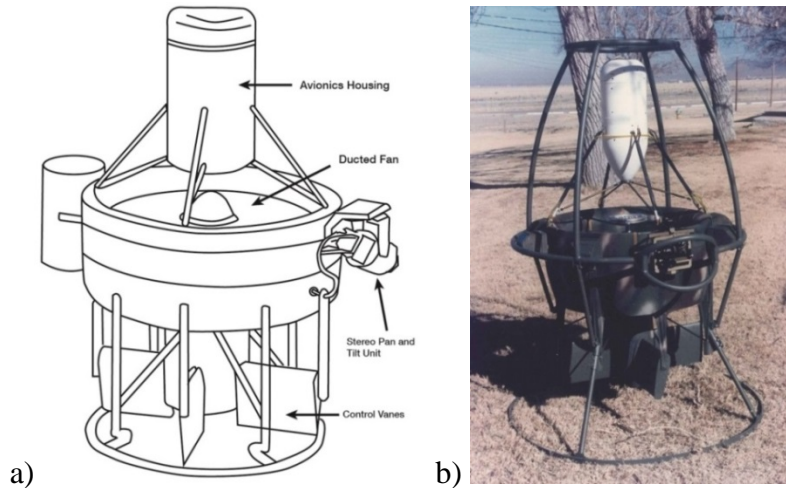 Avionics Housing
Ducted Fan
Stereo Pan and
Tilt Unit
Control Vanes
a)
b)